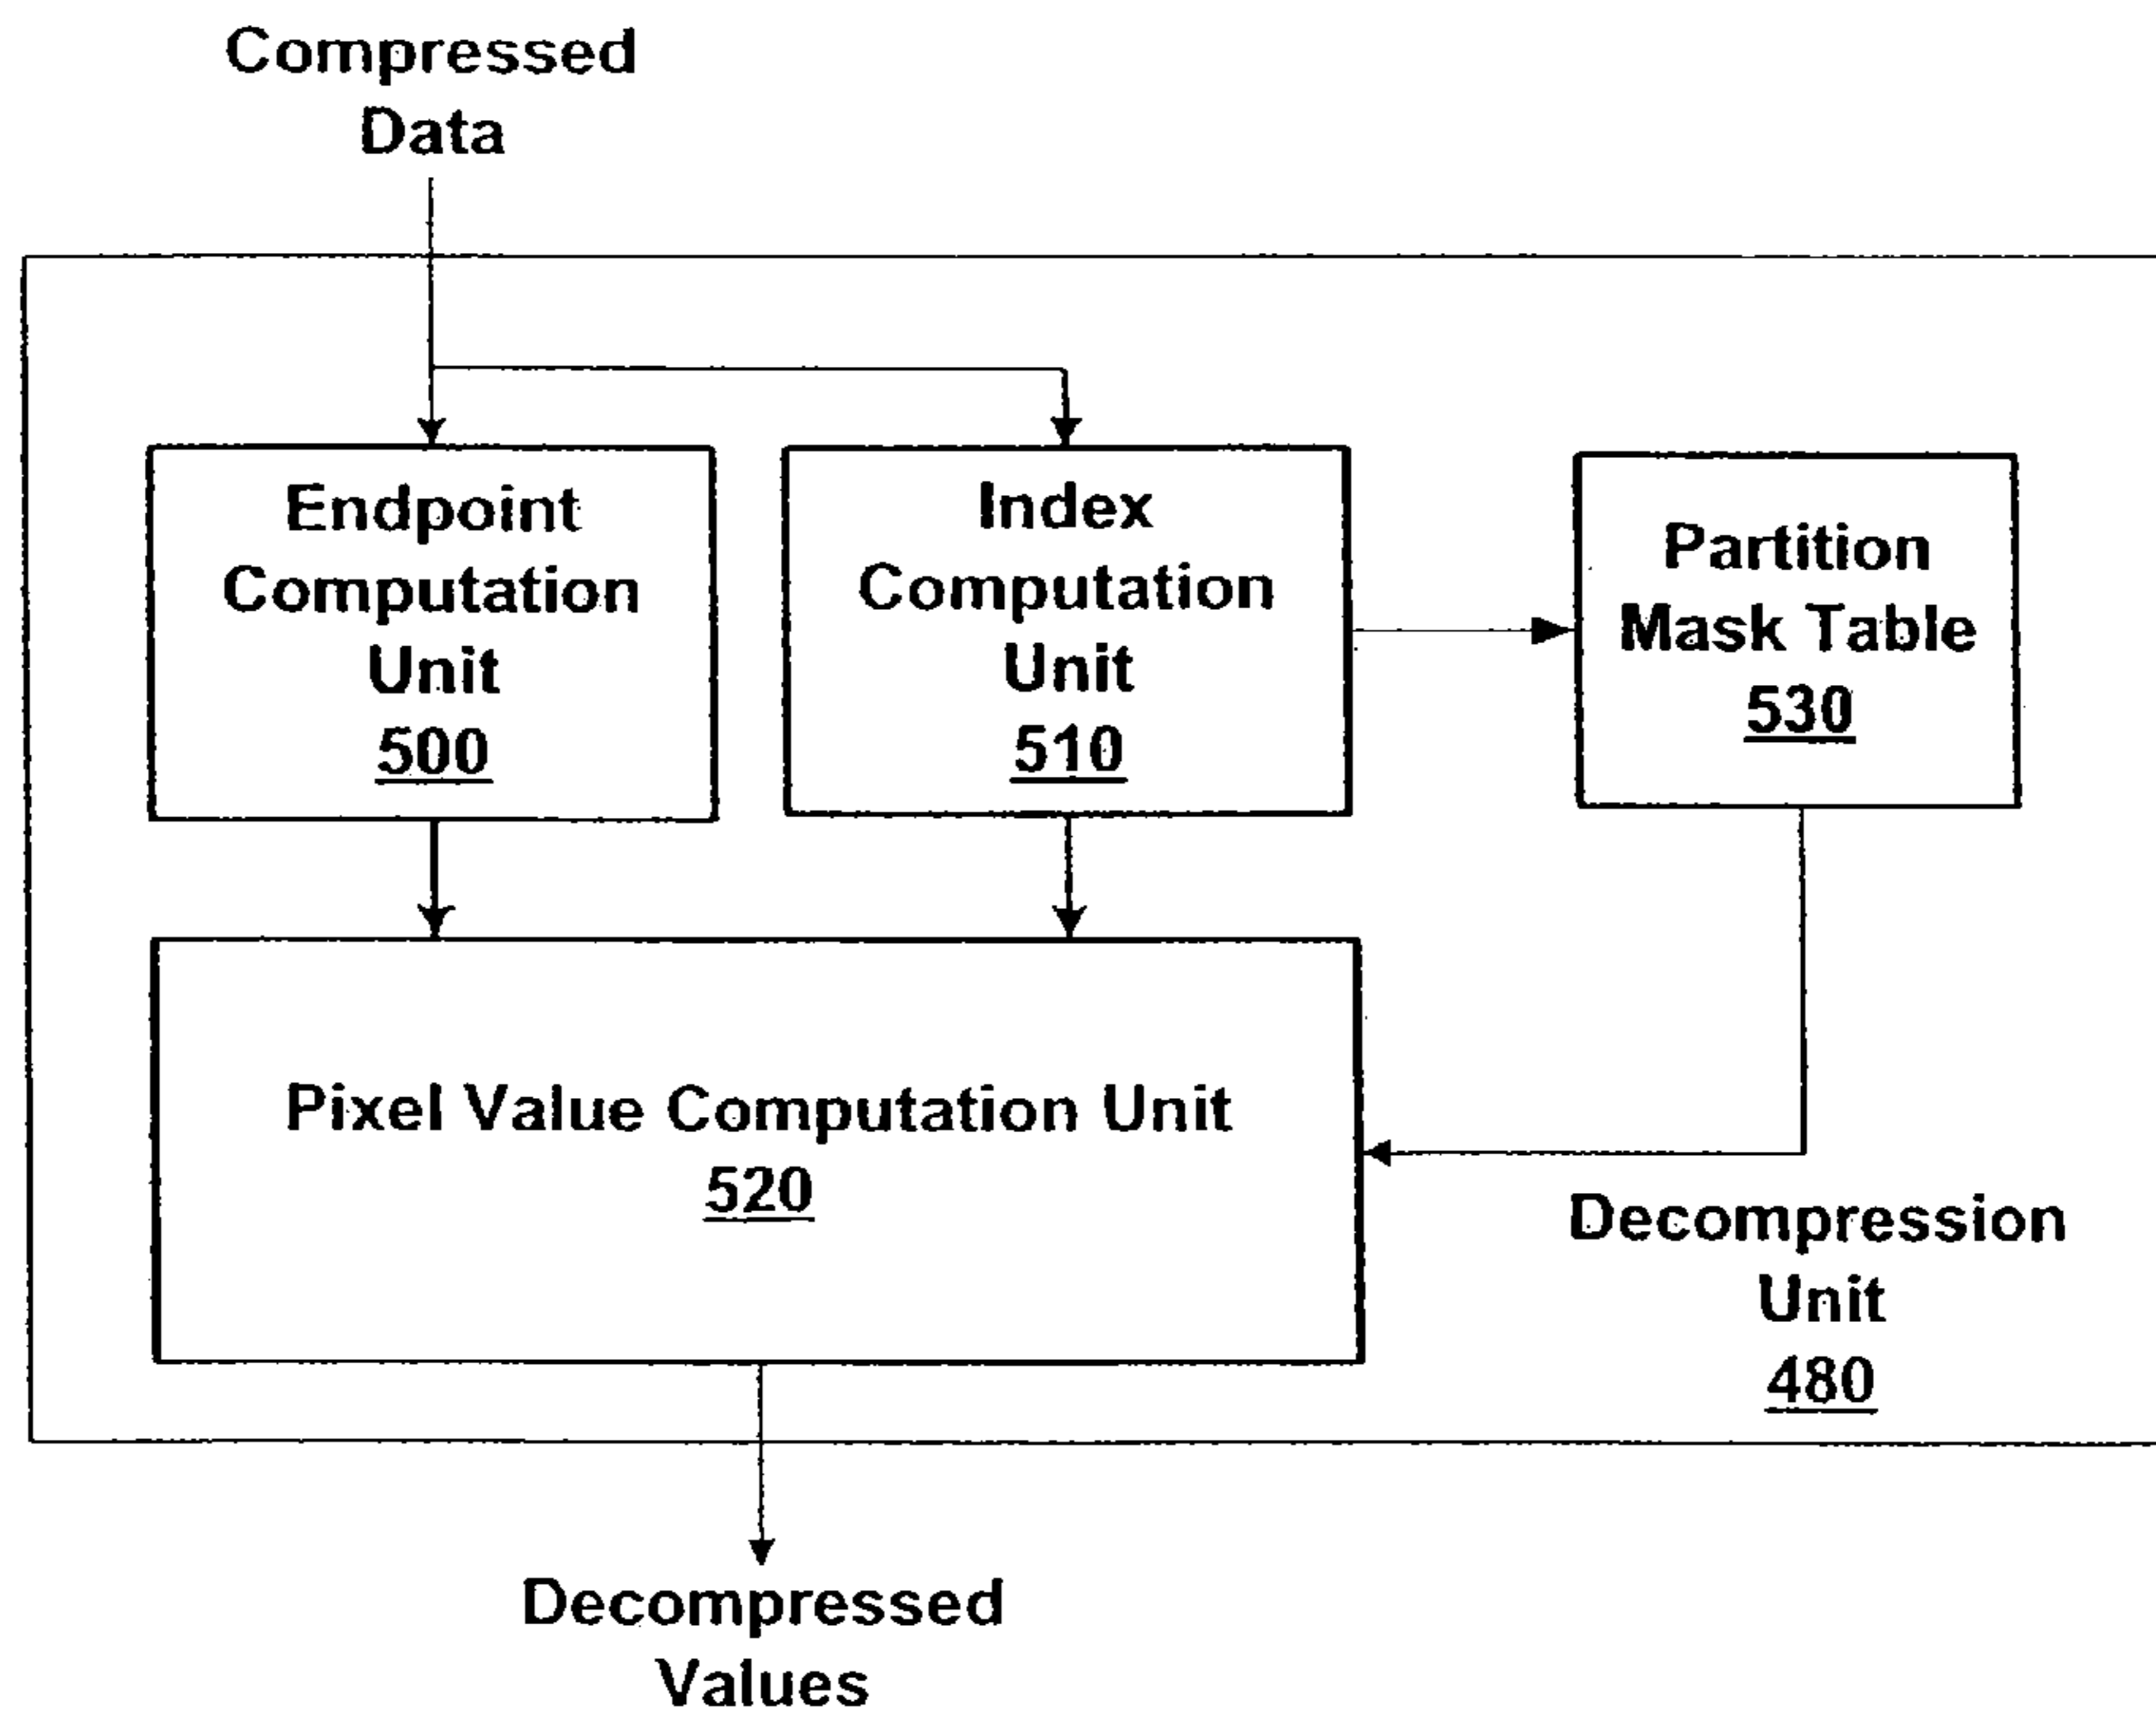 Compressed
Data
Endpoint
Computation
Unit
500
Index
Computation
Unit
510
Partition
Mask Table
530
Pixel Value Computation Unit
520
Decompression
Unit
480
Decompressed
Values